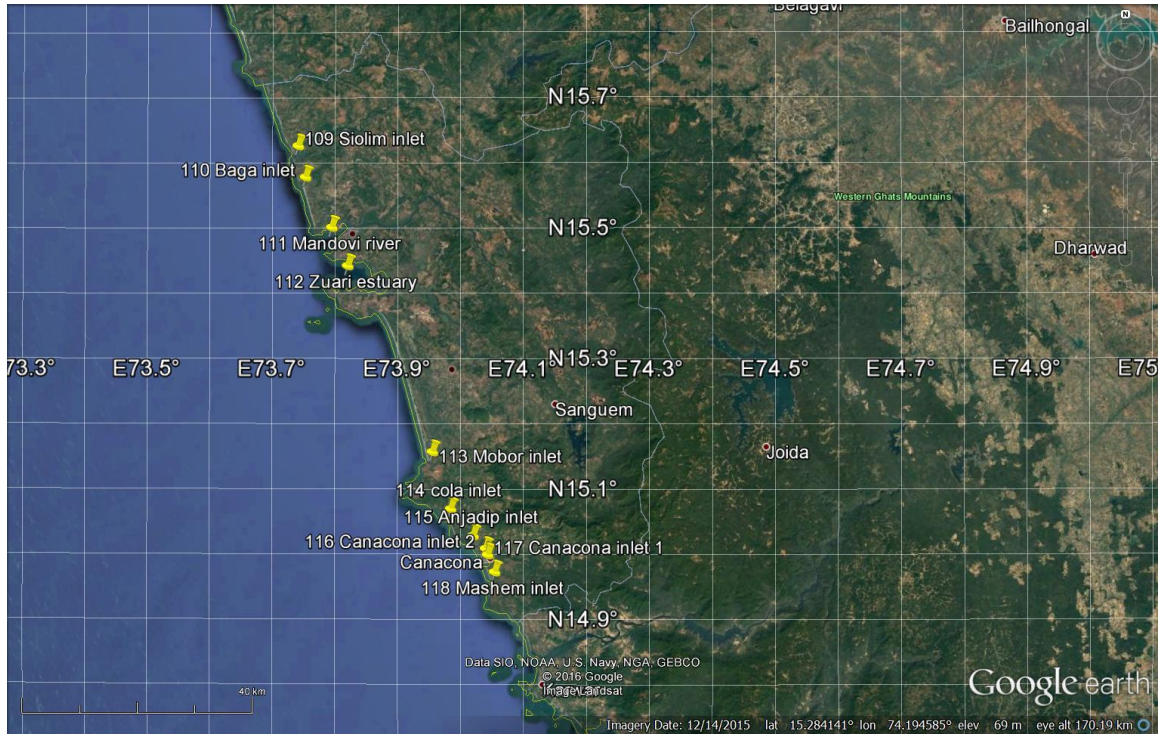 Belagavi
Bailhongal
N
N15.7°
109 Siolim inlet
110 Baga inlet
Western Ghats Mountains
N15.5°
111 Mandovi river
Dharwad
112 Zuari estuary
N15.3°
73.3° E73.5° E73.7° E73.9° E74.1° E74.3° E74.5° E74.7° E74.9° E75
Sanguem
113 Mobor inlet
Joida
114 cola inlet
N15.1°
115 Anjadip inlet
116 Canacona inlet 2
117 Canacona inlet 1
Canacona
118 Mashem inlet
N14.9°
Data SIO, NOAA, U.S. Navy, NGA, GEBCO
© 2016 Google
Image Landsat
40 km
Google earth
Imagery Date: 12/14/2015 lat 15.284141° lon 74.194585° elev 69 m eye alt 170.19 km